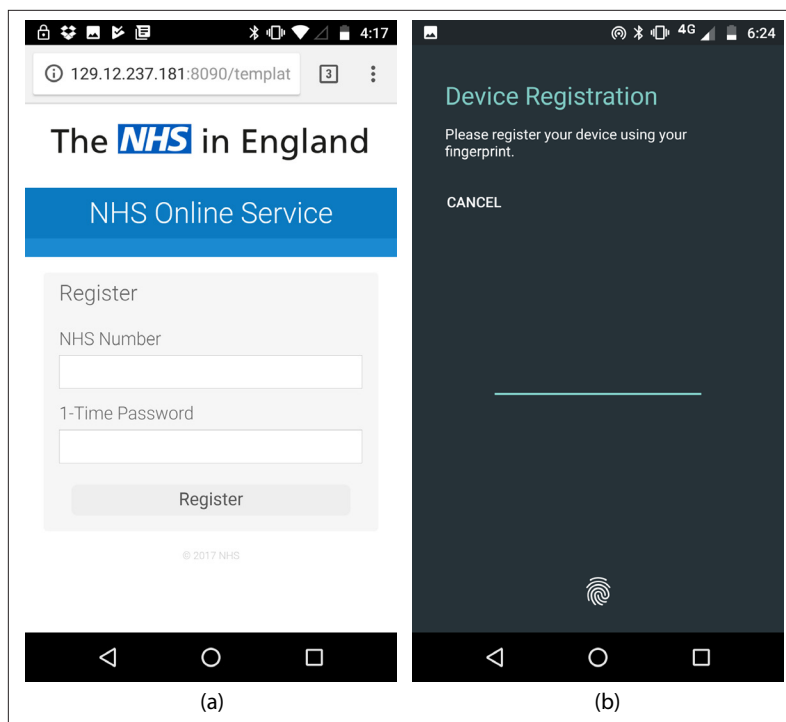 4:17
129.12.237.181:8090/templat
3
The NHS in England
NHS Online Service
Register
NHS Number
1-Time Password
Register
© 2017 NHS
(a)
4G 6:24
Device Registration
Please register your device using your
fingerprint.
CANCEL
(b)